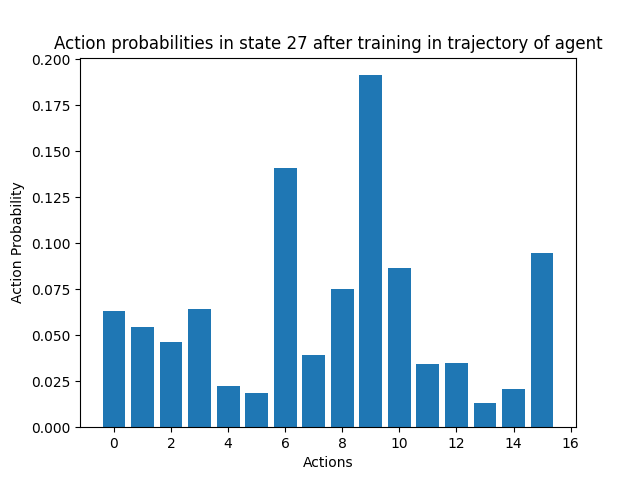 Action probabilities in state 27 after training in trajectory of agent
0.200
0.175
0.150
0.125
0.100
0.075
0.050
0.025
0.000
Action Probability
0 2 4 6 8 10 12 14 16
Actions